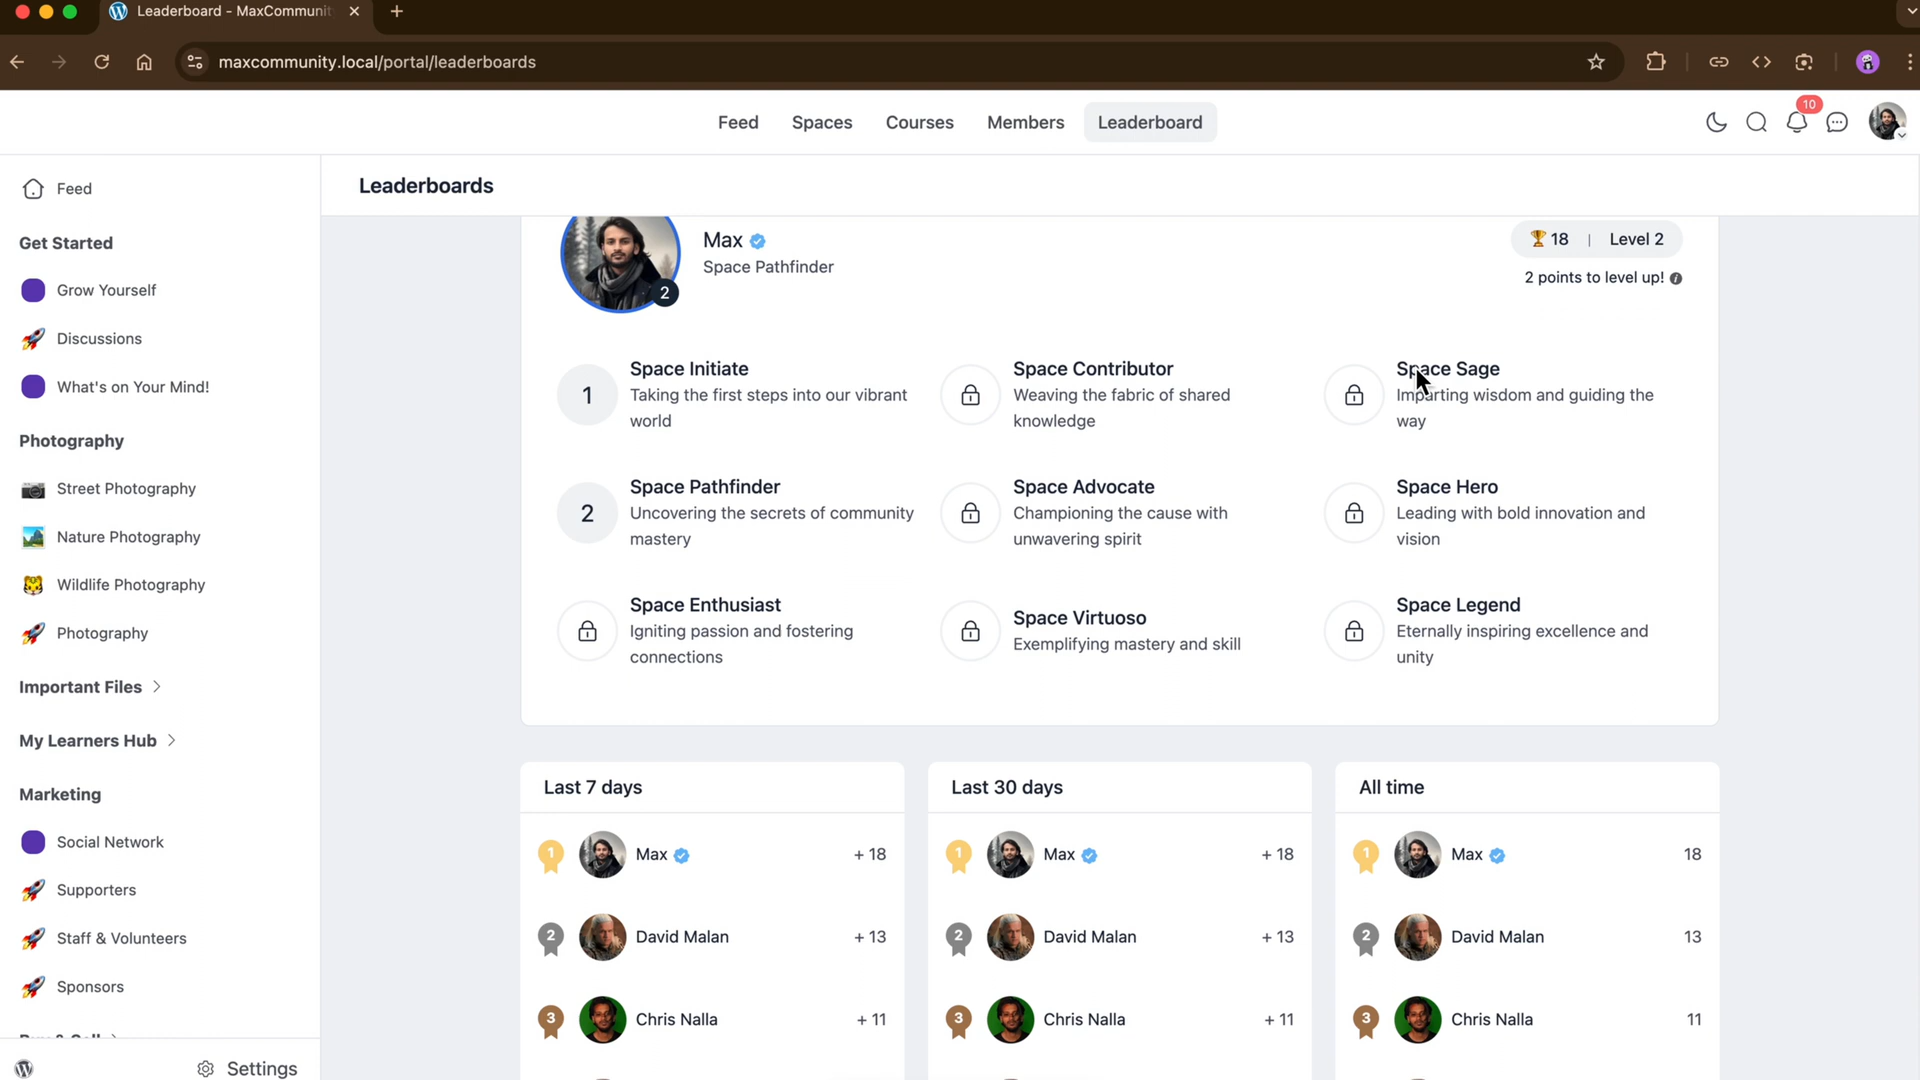 Leaderboard - MaxCommunit
maxcommunity.local/portal/leaderboards
Feed
Spaces
Courses
Members
Leaderboard
10
Feed
Get Started
Grow Yourself
Discussions
What's on Your Mind!
Photography
Street Photography
Nature Photography
Wildlife Photography
Photography
Important Files
My Learners Hub
Marketing
Social Network
Supporters
Staff & Volunteers
Sponsors
Settings
Leaderboards
2
Max
Space Pathfinder
18 | Level 2
2 points to level up!
1
Space Initiate
Taking the first steps into our vibrant
world
Space Contributor
Weaving the fabric of shared
knowledge
Space Sage
Imparting wisdom and guiding the
way
2
Space Pathfinder
Uncovering the secrets of community
mastery
Space Advocate
Championing the cause with
unwavering spirit
Space Hero
Leading with bold innovation and
vision
Space Enthusiast
Igniting passion and fostering
connections
Space Virtuoso
Exemplifying mastery and skill
Space Legend
Eternally inspiring excellence and
unity
Last 7 days
1 Max + 18
2 David Malan + 13
3 Chris Nalla + 11
Last 30 days
1 Max + 18
2 David Malan + 13
3 Chris Nalla + 11
All time
1 Max 18
2 David Malan 13
3 Chris Nalla 11